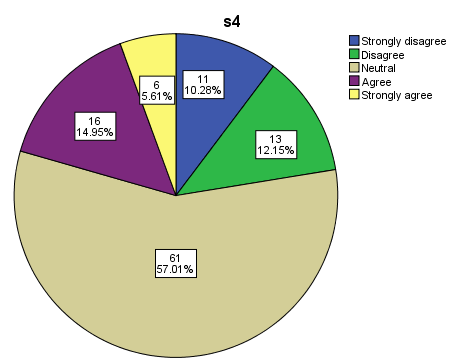 s4
Strongly disagree
Disagree
Neutral
Agree
Strongly agree
6
5.61%
11
10.28%
16
14.95%
13
12.15%
61
57.01%